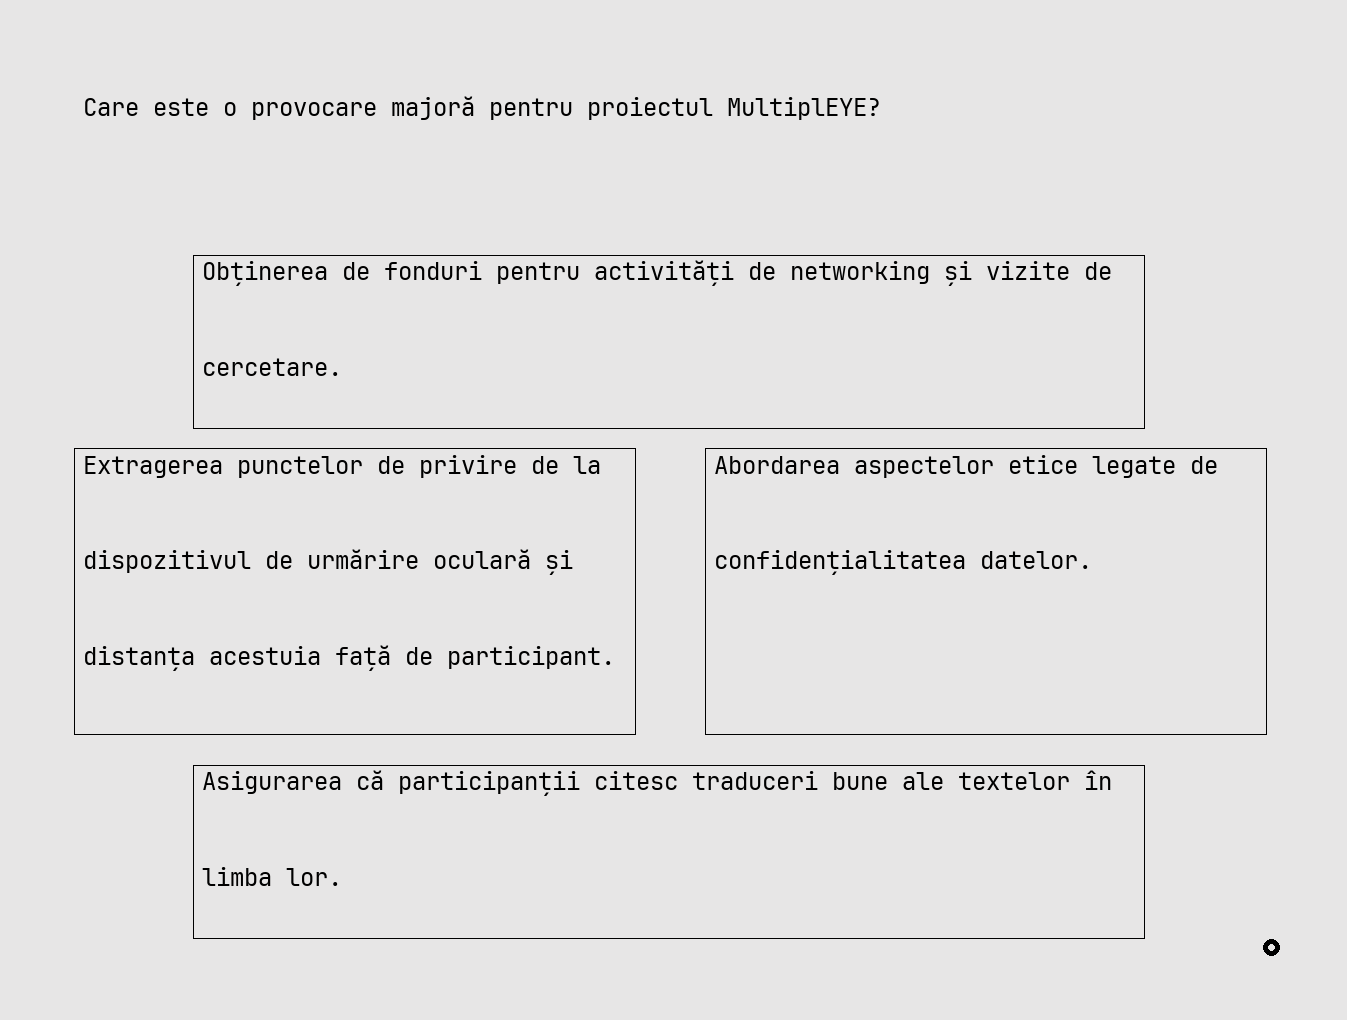 Care este o provocare majoră pentru proiectul MultiplEYE?
Obținerea de fonduri pentru activități de networking și vizite de
cercetare.
Extragerea punctelor de privire de la
dispozitivul de urmărire oculară și
distanța acestuia față de participant.
Abordarea aspectelor etice legate de
confidențialitatea datelor.
Asigurarea că participanții citesc traduceri bune ale textelor în
limba lor.